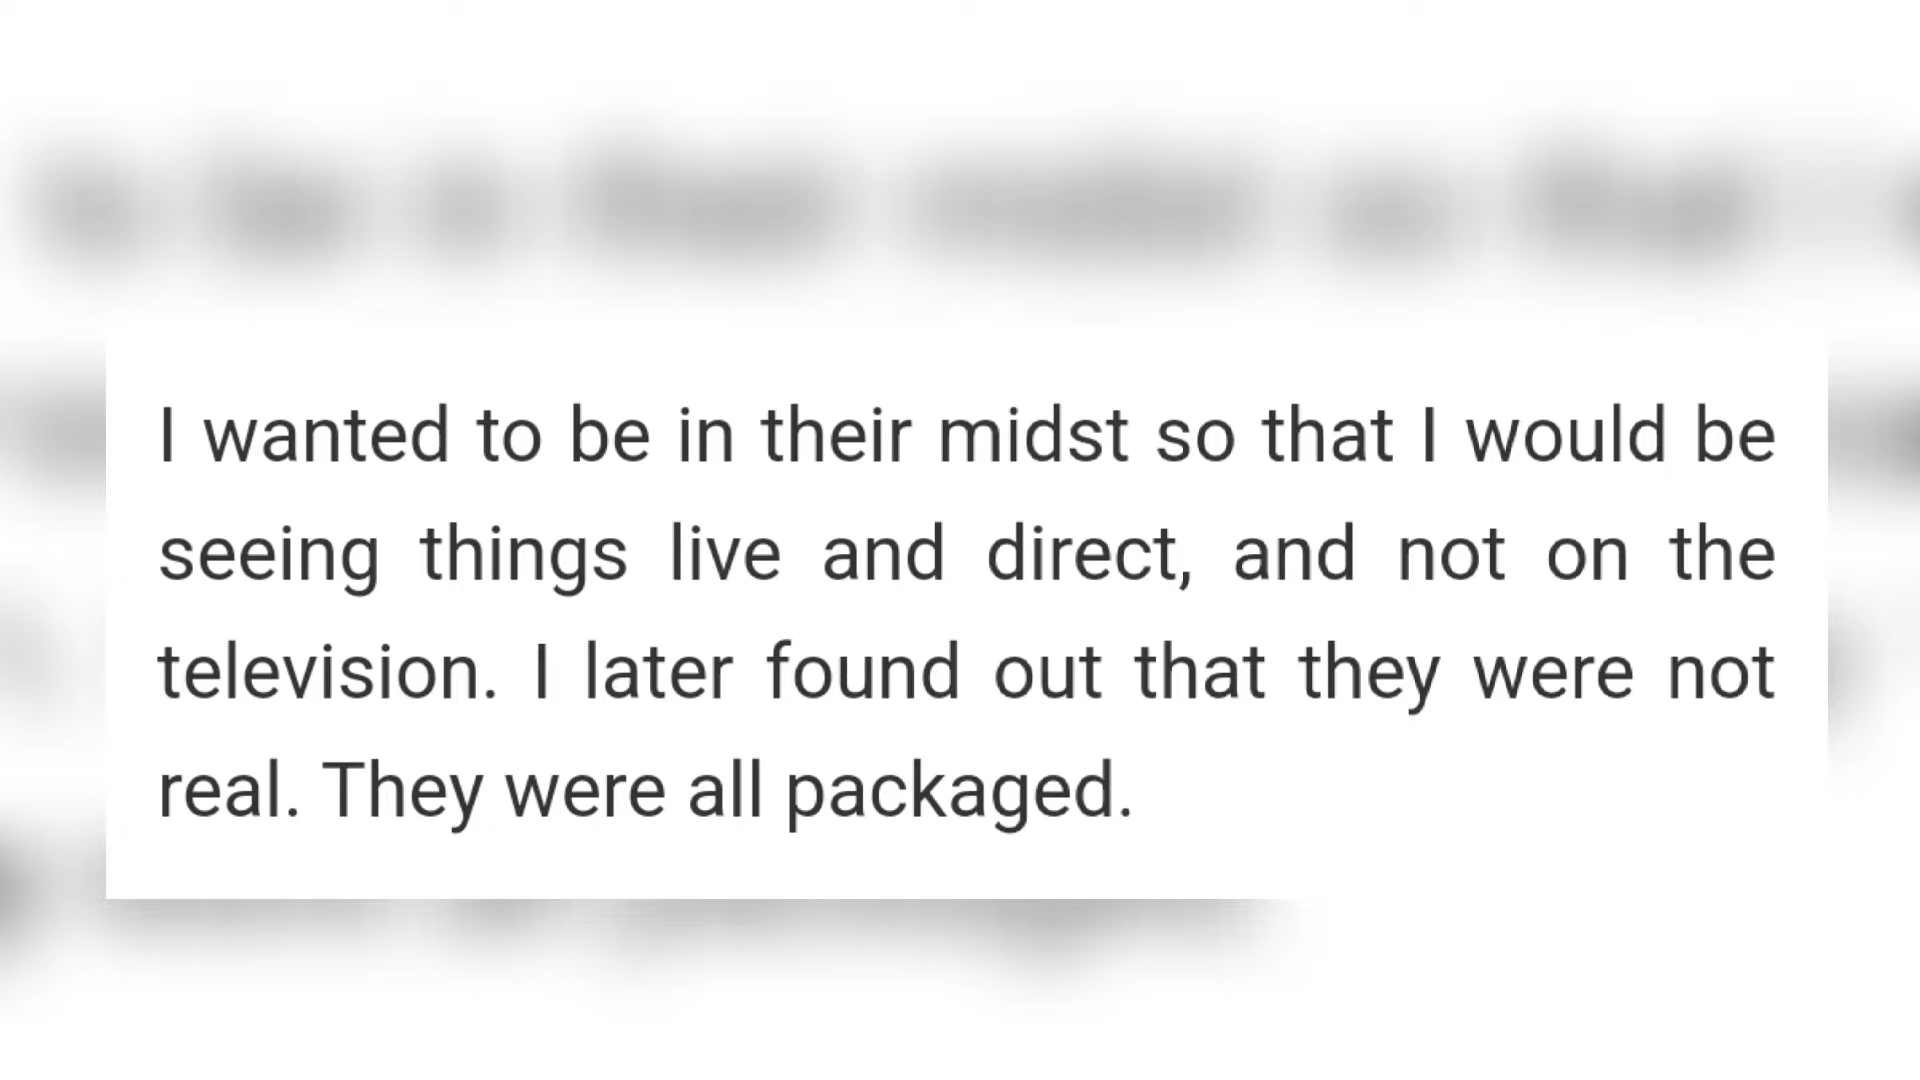 I wanted to be in their midst so that I would be
seeing things live and direct, and not on the
television. I later found out that they were not
real. They were all packaged.